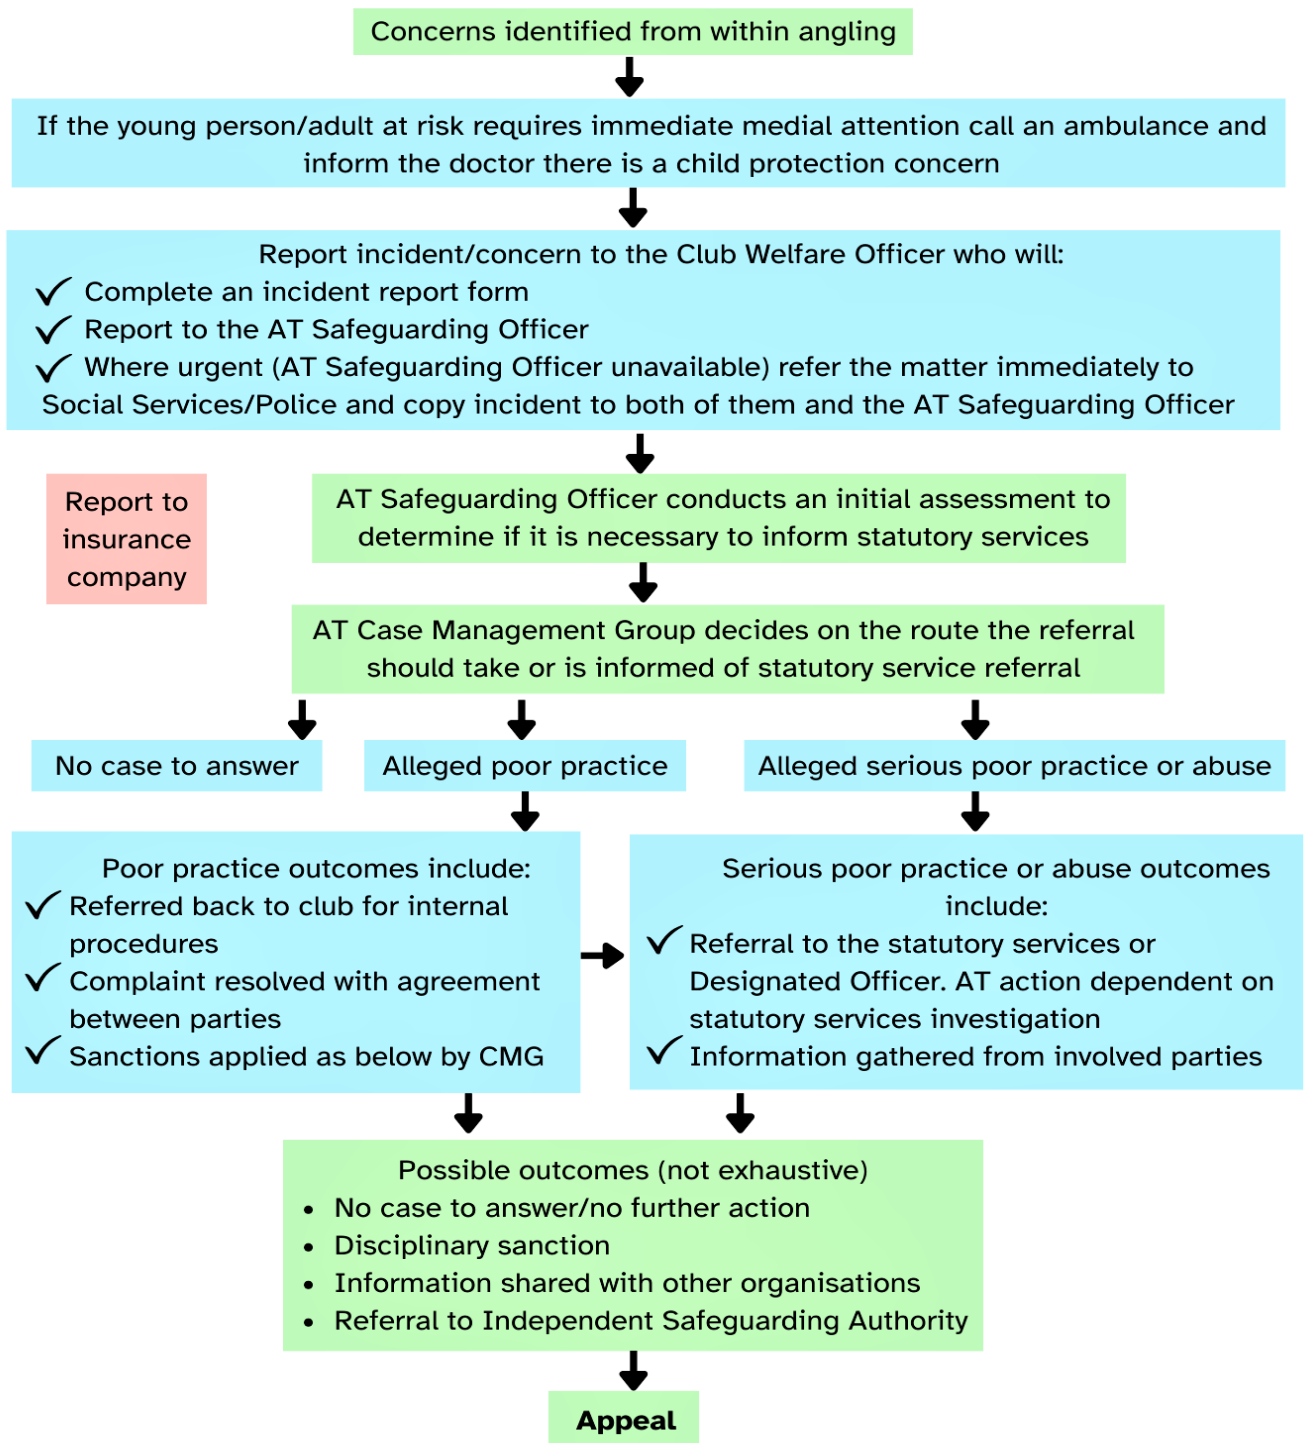 Concerns identified from within angling
If the young person/adult at risk requires immediate medial attention call an ambulance and
inform the doctor there is a child protection concern
Report incident/concern to the Club Welfare Officer who will:
Complete an incident report form
Report to the AT Safeguarding Officer
Where urgent (AT Safeguarding Officer unavailable) refer the matter immediately to
Social Services/Police and copy incident to both of them and the AT Safeguarding Officer
Report to
insurance
company
AT Safeguarding Officer conducts an initial assessment to
determine if it is necessary to inform statutory services
AT Case Management Group decides on the route the referral
should take or is informed of statutory service referral
No case to answer
Alleged poor practice
Alleged serious poor practice or abuse
Poor practice outcomes include:
Referred back to club for internal
procedures
Complaint resolved with agreement
between parties
Sanctions applied as below by CMG
Serious poor practice or abuse outcomes
include:
Referral to the statutory services or
Designated Officer. AT action dependent on
statutory services investigation
Information gathered from involved parties
Possible outcomes (not exhaustive)
• No case to answer/no further action
• Disciplinary sanction
• Information shared with other organisations
• Referral to Independent Safeguarding Authority
Appeal